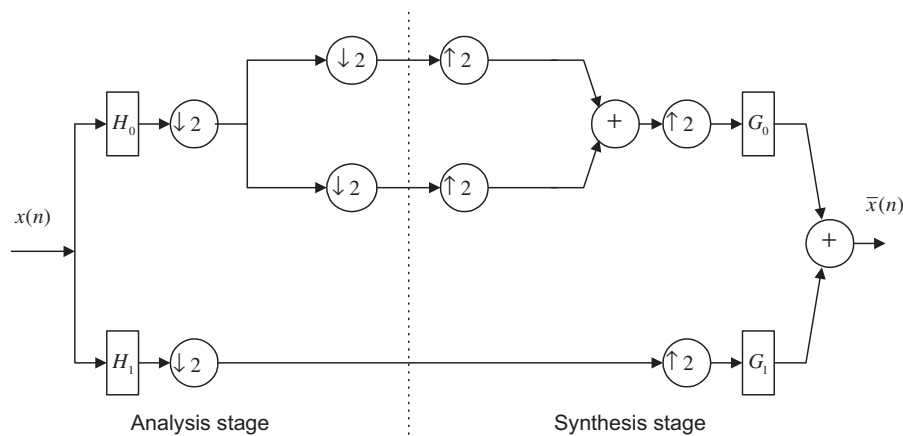 ↓2
↑2
H₀
↓2
+
↑2
G₀
↓2
↑2
x(n)
x̅(n)
+
H₁
↓2
↑2
G₁
Analysis stage
Synthesis stage